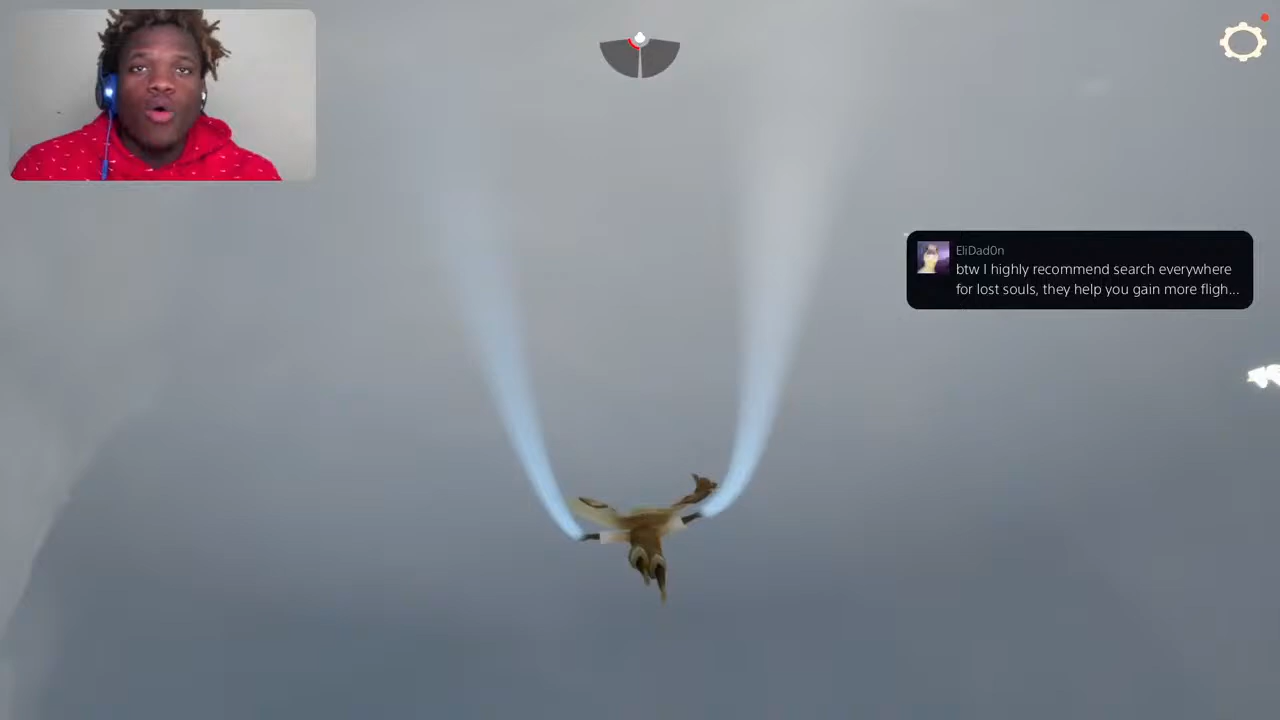 EliDad0n
btw I highly recommend search everywhere
for lost souls, they help you gain more fligh...